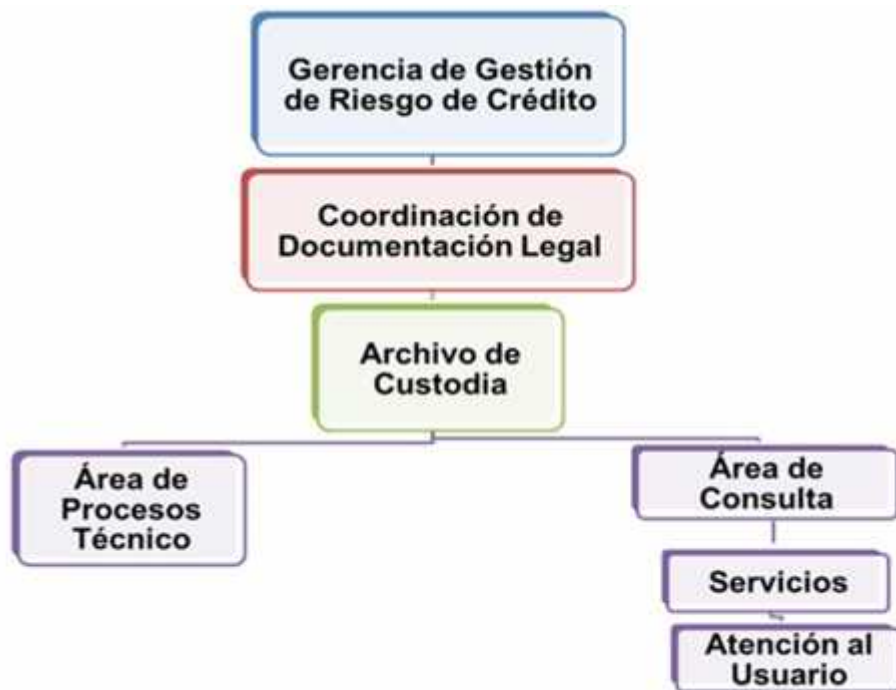 Gerencia de Gestión
de Riesgo de Crédito
Coordinación de
Documentación Legal
Archivo de
Custodia
Área de
Procesos
Técnico
Área de
Consulta
Servicios
Atención al
Usuario